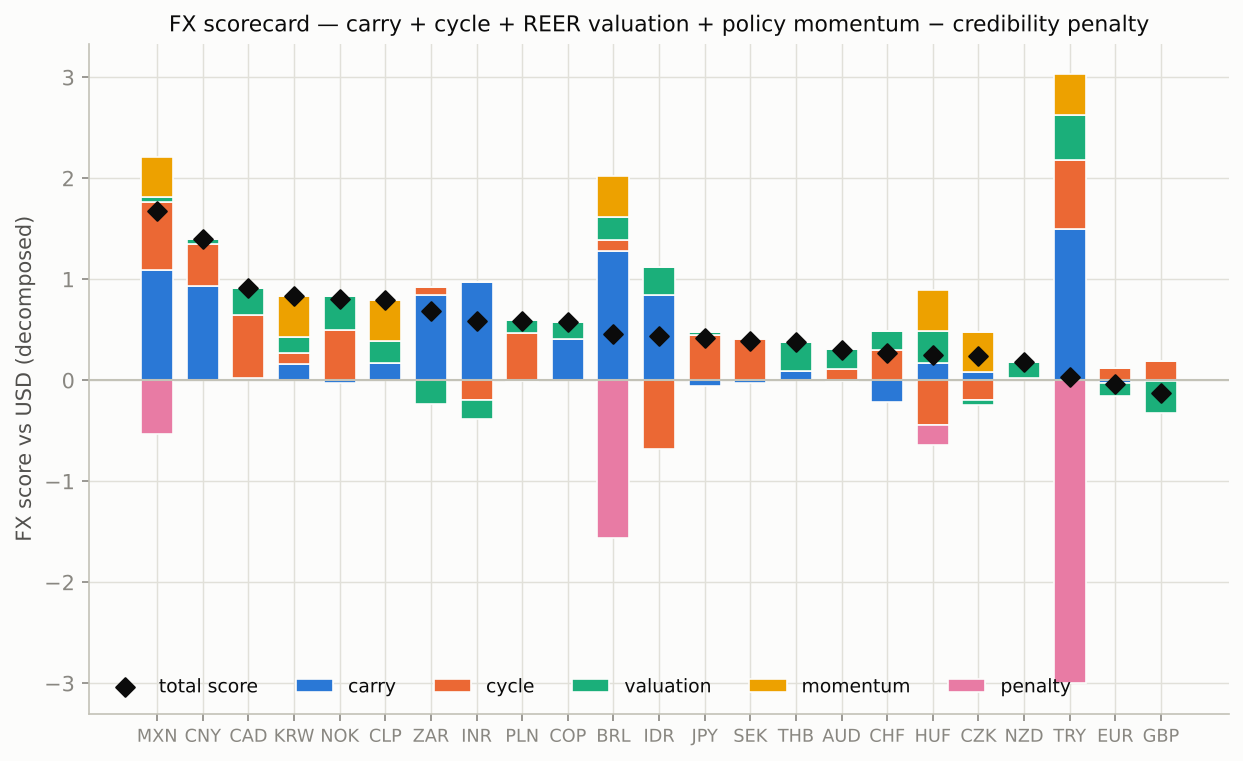 FX scorecard — carry + cycle + REER valuation + policy momentum − credibility penalty
FX score vs USD (decomposed)
3
2
1
0
−1
−2
−3
total score carry cycle valuation momentum penalty
MXN CNY CAD KRW NOK CLP ZAR INR PLN COP BRL IDR JPY SEK THB AUD CHF HUF CZK NZD TRY EUR GBP